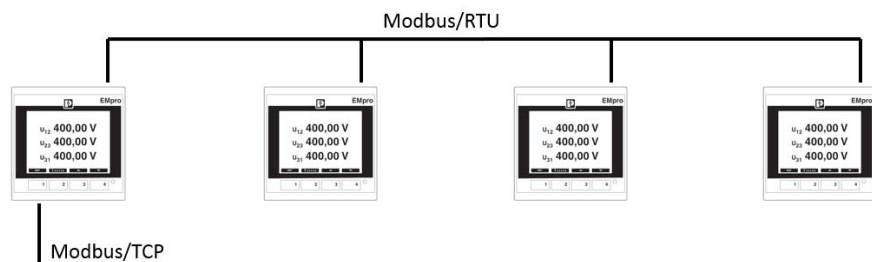 Modbus/RTU
EMpro
u12 400,00 V
u23 400,00 V
u31 400,00 V
1 2 3 4
EMpro
u12 400,00 V
u23 400,00 V
u31 400,00 V
1 2 3 4
EMpro
u12 400,00 V
u23 400,00 V
u31 400,00 V
1 2 3 4
EMpro
u12 400,00 V
u23 400,00 V
u31 400,00 V
1 2 3 4
Modbus/TCP